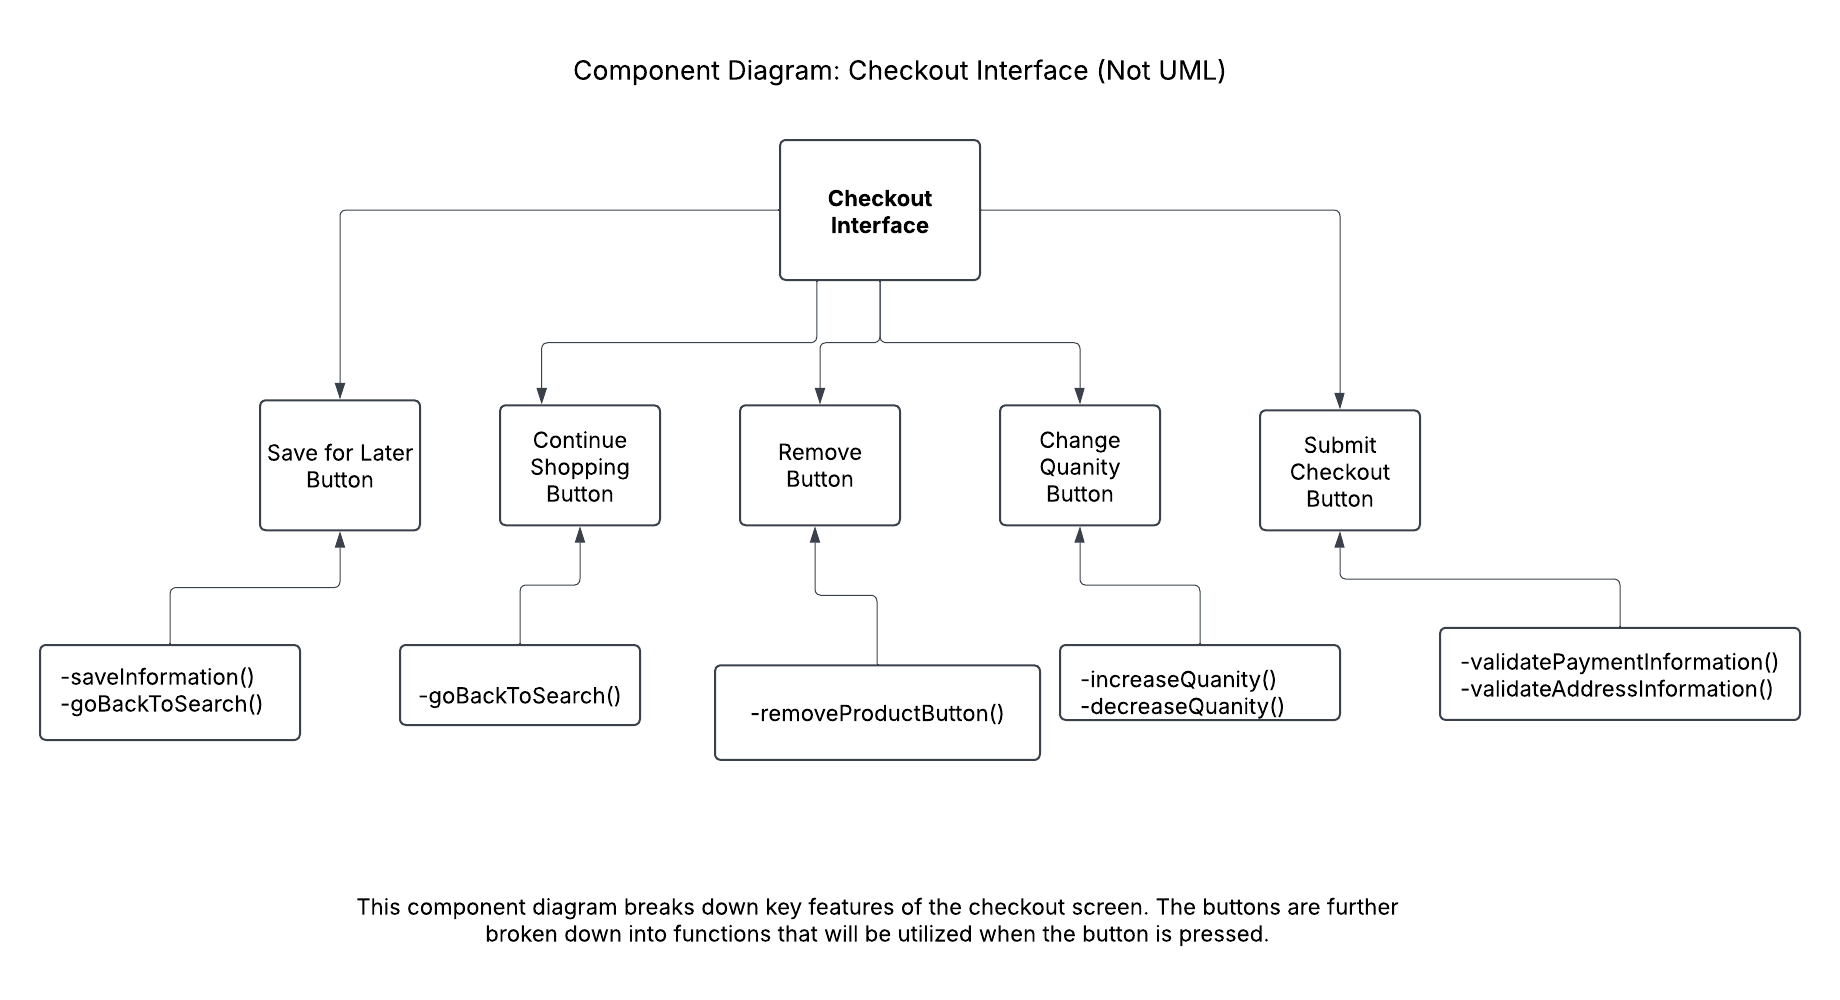 Component Diagram: Checkout Interface (Not UML)
Checkout
Interface
Save for Later
Button
Continue
Shopping
Button
Remove
Button
Change
Quanity
Button
Submit
Checkout
Button
-saveInformation()
-goBackToSearch()
-goBackToSearch()
-removeProductButton()
-increaseQuanity()
-decreaseQuanity()
-validatePaymentInformation()
-validateAddressInformation()
This component diagram breaks down key features of the checkout screen. The buttons are further
broken down into functions that will be utilized when the button is pressed.